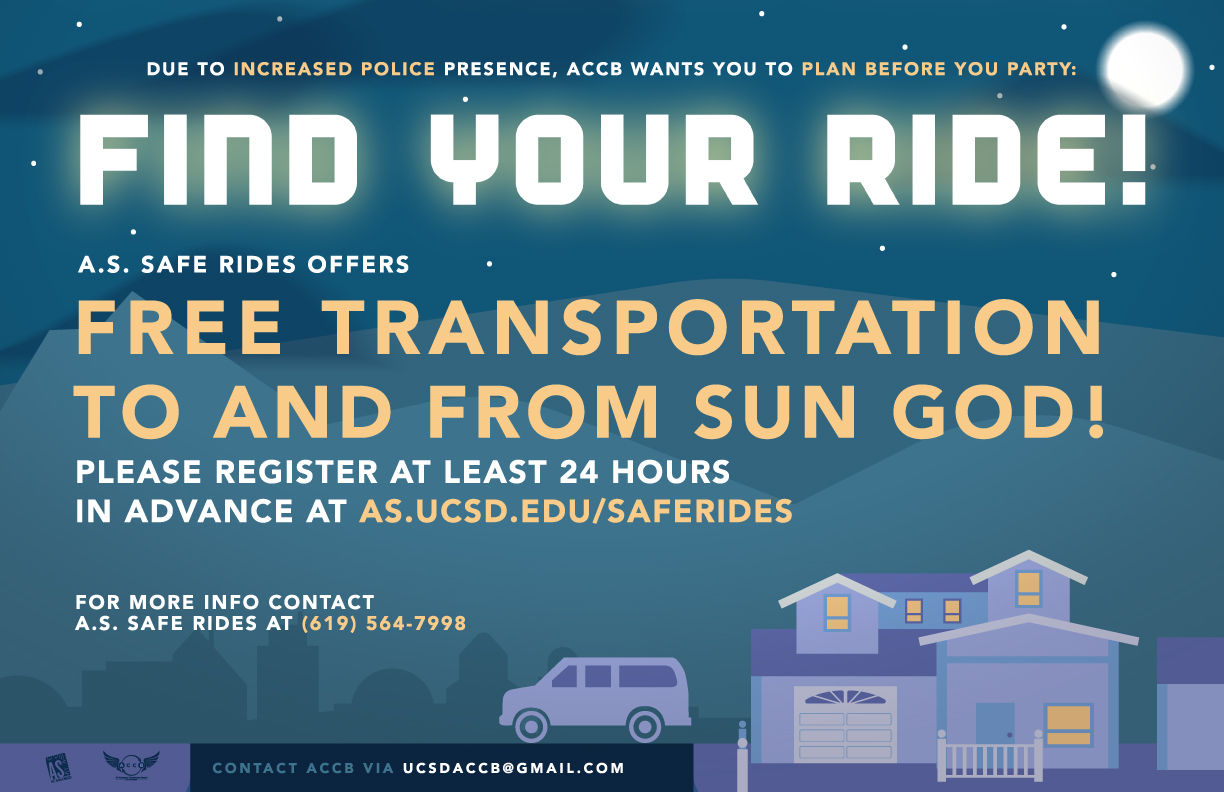 DUE TO INCREASED POLICE PRESENCE, ACCB WANTS YOU TO PLAN BEFORE YOU PARTY:
FIND YOUR RIDE!
A.S. SAFE RIDES OFFERS
FREE TRANSPORTATION
TO AND FROM SUN GOD!
PLEASE REGISTER AT LEAST 24 HOURS
IN ADVANCE AT AS.UCSD.EDU/SAFERIDES
FOR MORE INFO CONTACT
A.S. SAFE RIDES AT (619) 564-7998
AS
ACCB
CONTACT ACCB VIA UCSDACCB@GMAIL.COM